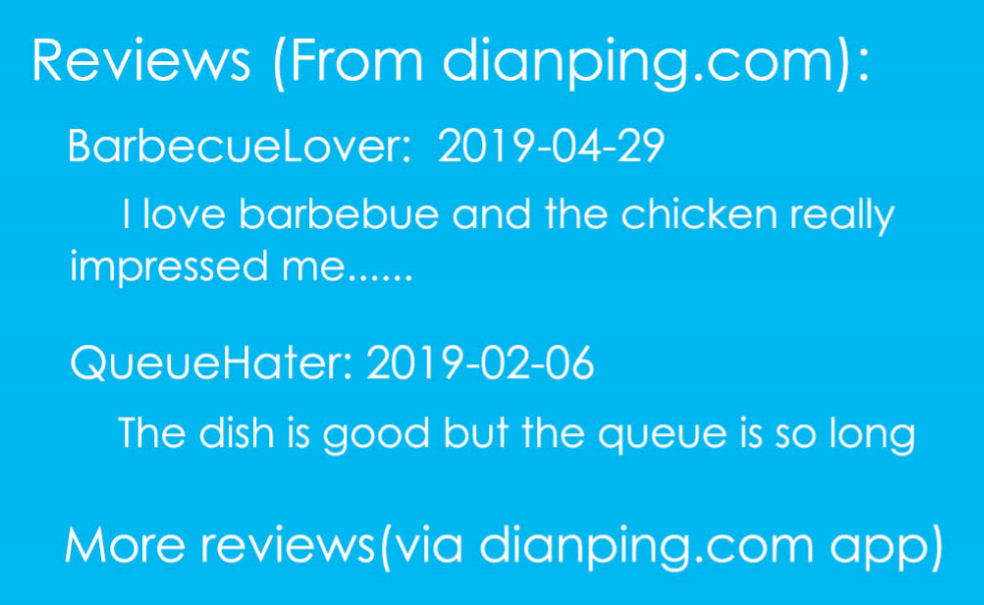 Reviews (From dianping.com):
BarbecueLover: 2019-04-29
I love barbebue and the chicken really
impressed me......
QueueHater: 2019-02-06
The dish is good but the queue is so long
More reviews(via dianping.com app)